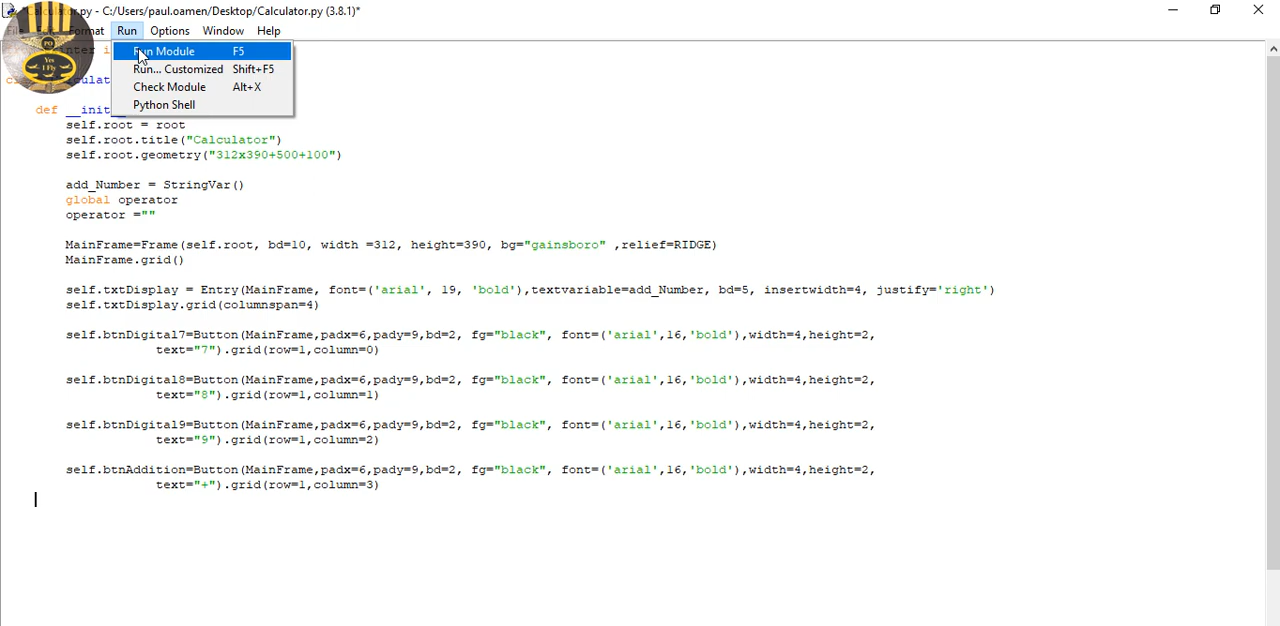 Calculator.py - C:/Users/paul.oamen/Desktop/Calculator.py (3.8.1)*
Format Run Options Window Help
Run Module F5
Run... Customized Shift+F5
Check Module Alt+X
Python Shell
PO
Yes
I Fly
def __init__
self.root = root
self.root.title("Calculator")
self.root.geometry("312x390+500+100")
add_Number = StringVar()
global operator
operator =""
MainFrame=Frame(self.root, bd=10, width =312, height=390, bg="gainsboro" ,relief=RIDGE)
MainFrame.grid()
self.txtDisplay = Entry(MainFrame, font=('arial', 19, 'bold'),textvariable=add_Number, bd=5, insertwidth=4, justify='right')
self.txtDisplay.grid(columnspan=4)
self.btnDigital7=Button(MainFrame,padx=6,pady=9,bd=2, fg="black", font=('arial',16,'bold'),width=4,height=2,
text="7").grid(row=1,column=0)
self.btnDigital8=Button(MainFrame,padx=6,pady=9,bd=2, fg="black", font=('arial',16,'bold'),width=4,height=2,
text="8").grid(row=1,column=1)
self.btnDigital9=Button(MainFrame,padx=6,pady=9,bd=2, fg="black", font=('arial',16,'bold'),width=4,height=2,
text="9").grid(row=1,column=2)
self.btnAddition=Button(MainFrame,padx=6,pady=9,bd=2, fg="black", font=('arial',16,'bold'),width=4,height=2,
text="+").grid(row=1,column=3)